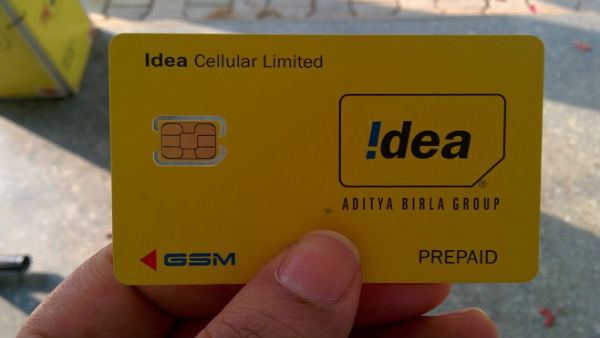 Idea Cellular Limited
!dea
®
ADITYA BIRLA GROUP
GSM
PREPAID